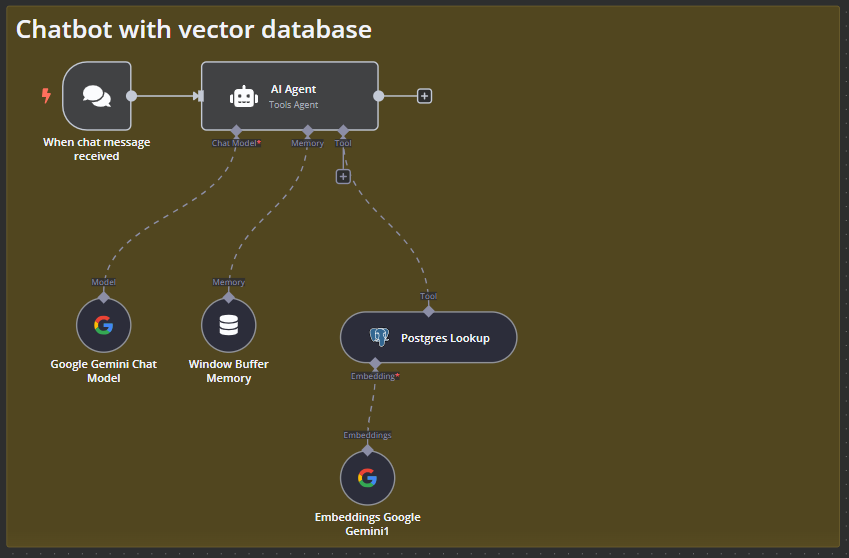 Chatbot with vector database
AI Agent
Tools Agent
When chat message
received
Chat Model*
Memory
Tool
Model
Memory
Tool
Google Gemini Chat
Model
Window Buffer
Memory
Postgres Lookup
Embedding*
Embeddings
Embeddings Google
Gemini1